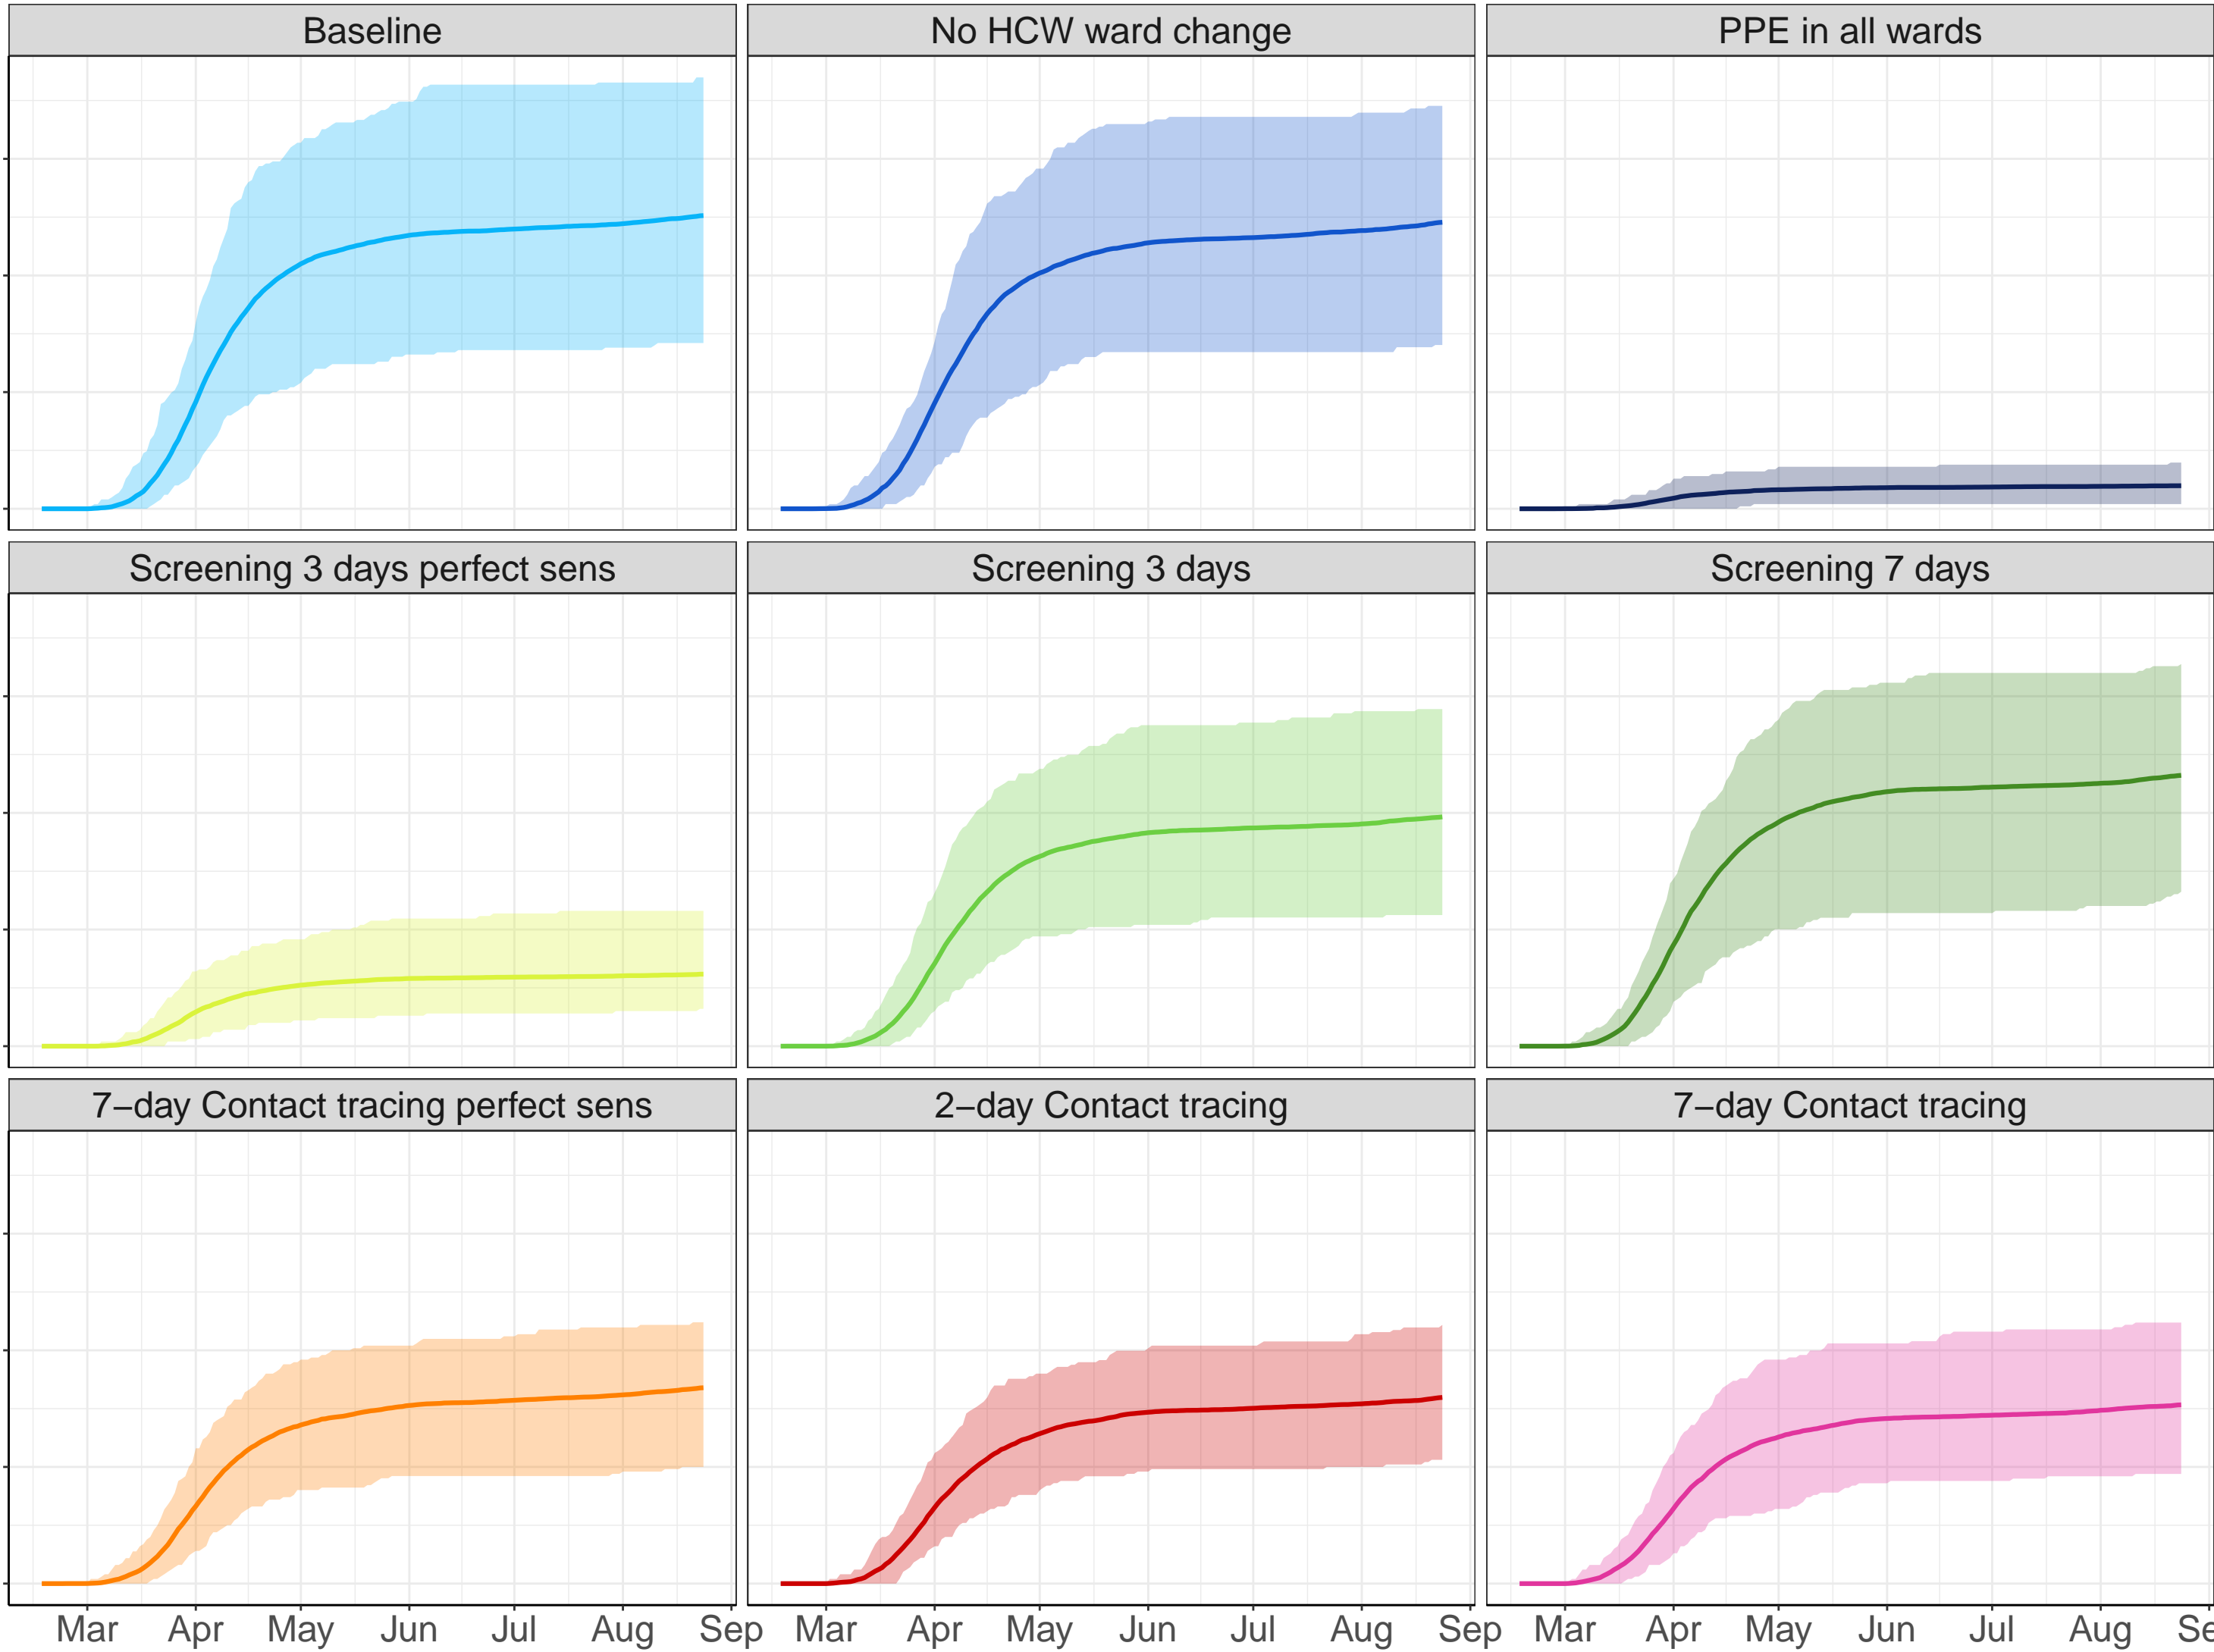 Baseline No HCW ward change PPE in all wards
Screening 3 days perfect sens Screening 3 days Screening 7 days
7−day Contact tracing perfect sens 2−day Contact tracing 7−day Contact tracing
Mar Apr May Jun Jul Aug Sep Mar Apr May Jun Jul Aug Sep Mar Apr May Jun Jul Aug Se